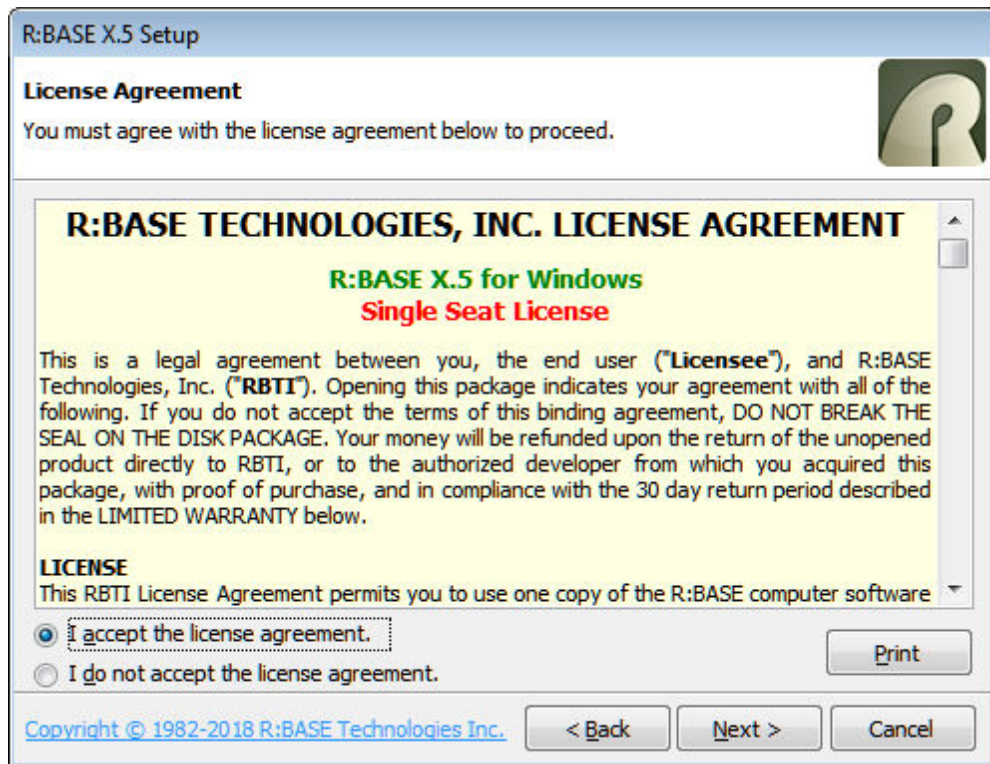 R:BASE X.5 Setup
License Agreement
You must agree with the license agreement below to proceed.
R:BASE TECHNOLOGIES, INC. LICENSE AGREEMENT
R:BASE X.5 for Windows
Single Seat License
This is a legal agreement between you, the end user ("Licensee"), and R:BASE
Technologies, Inc. ("RBTI"). Opening this package indicates your agreement with all of the
following. If you do not accept the terms of this binding agreement, DO NOT BREAK THE
SEAL ON THE DISK PACKAGE. Your money will be refunded upon the return of the unopened
product directly to RBTI, or to the authorized developer from which you acquired this
package, with proof of purchase, and in compliance with the 30 day return period described
in the LIMITED WARRANTY below.
LICENSE
This RBTI License Agreement permits you to use one copy of the R:BASE computer software
I accept the license agreement.
Print
I do not accept the license agreement.
Copyright © 1982-2018 R:BASE Technologies Inc.
< Back
Next >
Cancel